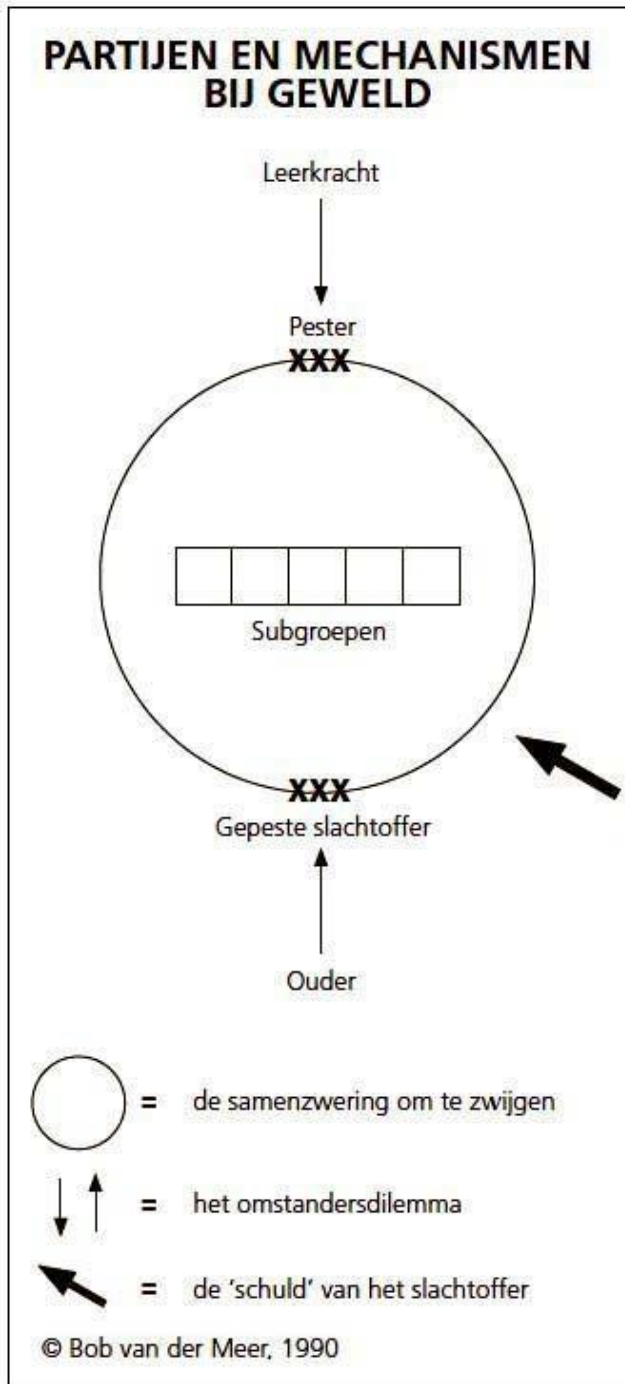 PARTIJEN EN MECHANISMEN
BIJ GEWELD
Leerkracht
Pester
XXX
Subgroepen
XXX
Gepeste slachtoffer
Ouder
= de samenzwering om te zwijgen
= het omstandersdilemma
= de 'schuld' van het slachtoffer
© Bob van der Meer, 1990